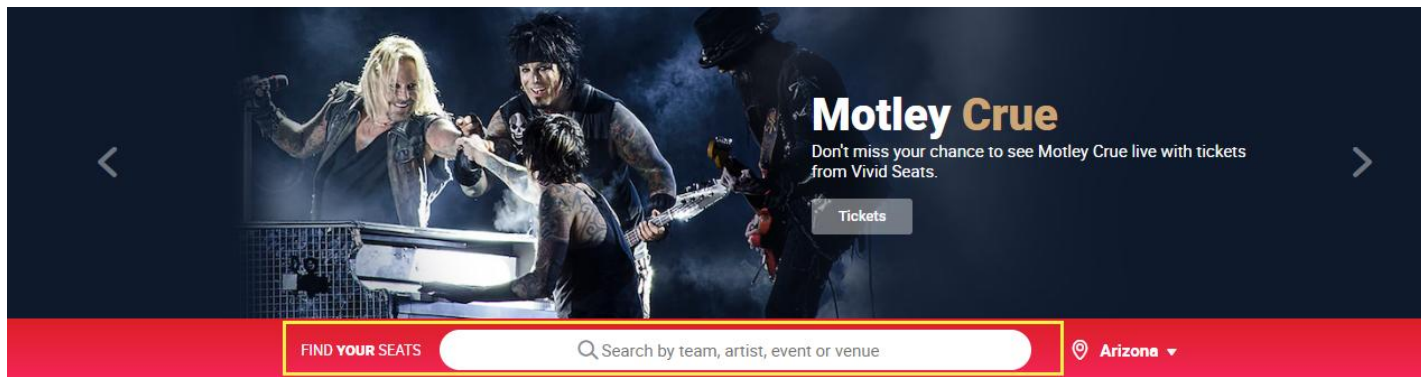 Motley Crue
Don't miss your chance to see Motley Crue live with tickets
from Vivid Seats.
Tickets
FIND YOUR SEATS
Search by team, artist, event or venue
Arizona